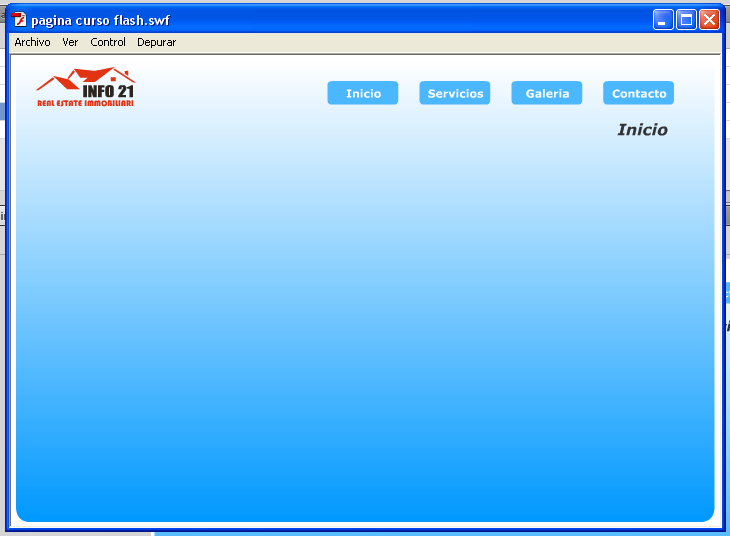 pagina curso flash.swf
Archivo Ver Control Depurar
INFO 21
REAL ESTATE IMMOBILIARI
Inicio Servicios Galeria Contacto
Inicio